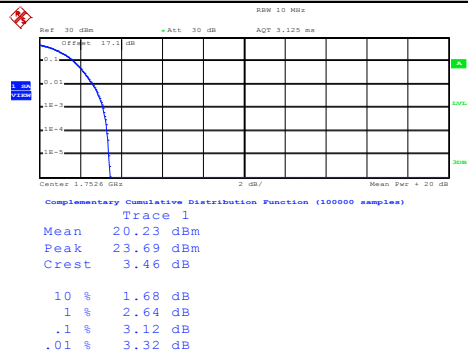 RBW 10 MHz
Ref 30 dBm Att 30 dB AQT 3.125 ms
Offset 17.1 dB
0.1
A
0.01
1 SA
VIEW
1E-3
LVL
1E-4
1E-5
3DB
Center 1.7526 GHz 2 dB/ Mean Pwr + 20 dB
Complementary Cumulative Distribution Function (100000 samples)
Trace 1
Mean 20.23 dBm
Peak 23.69 dBm
Crest 3.46 dB
10 % 1.68 dB
1 % 2.64 dB
.1 % 3.12 dB
.01 % 3.32 dB